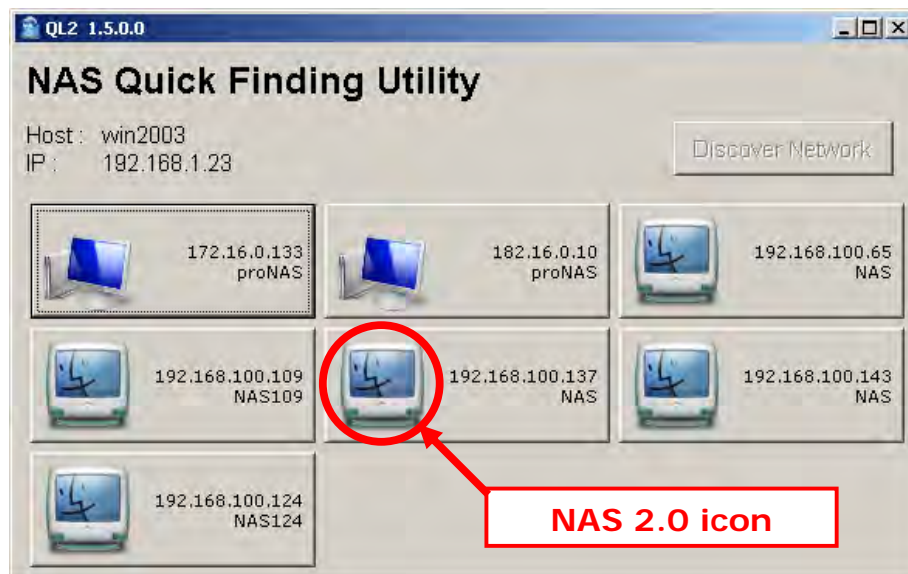 QL2 1.5.0.0
NAS Quick Finding Utility
Host : win2003
IP : 192.168.1.23
Discover Network
172.16.0.133
proNAS
182.16.0.10
proNAS
192.168.100.65
NAS
192.168.100.109
NAS109
192.168.100.137
NAS
192.168.100.143
NAS
192.168.100.124
NAS124
NAS 2.0 icon